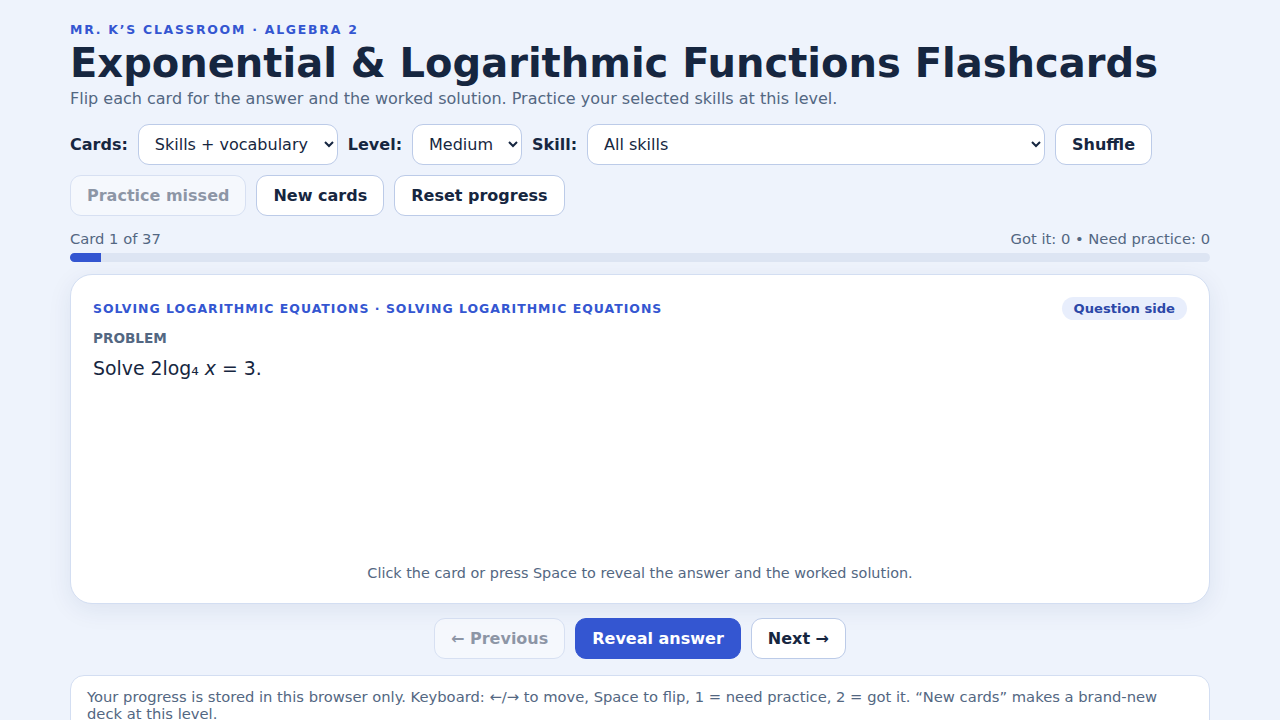 MR. K’S CLASSROOM · ALGEBRA 2
Exponential & Logarithmic Functions Flashcards
Flip each card for the answer and the worked solution. Practice your selected skills at this level.
Cards: Skills + vocabulary Level: Medium Skill: All skills Shuffle
Practice missed New cards Reset progress
Card 1 of 37 Got it: 0 • Need practice: 0
SOLVING LOGARITHMIC EQUATIONS · SOLVING LOGARITHMIC EQUATIONS Question side
PROBLEM
Solve 2log₄ x = 3.
Click the card or press Space to reveal the answer and the worked solution.
← Previous Reveal answer Next →
Your progress is stored in this browser only. Keyboard: ←/→ to move, Space to flip, 1 = need practice, 2 = got it. “New cards” makes a brand-new
deck at this level.